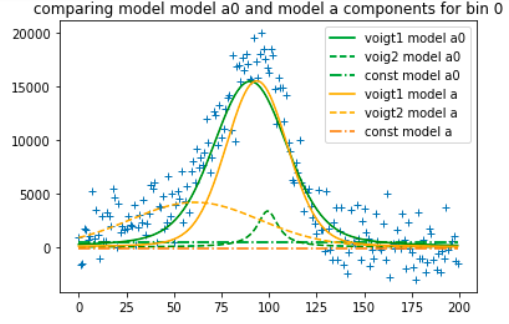 comparing model model a0 and model a components for bin 0
20000
15000
10000
5000
0
0 25 50 75 100 125 150 175 200
voigt1 model a0
voig2 model a0
const model a0
voigt1 model a
voigt2 model a
const model a